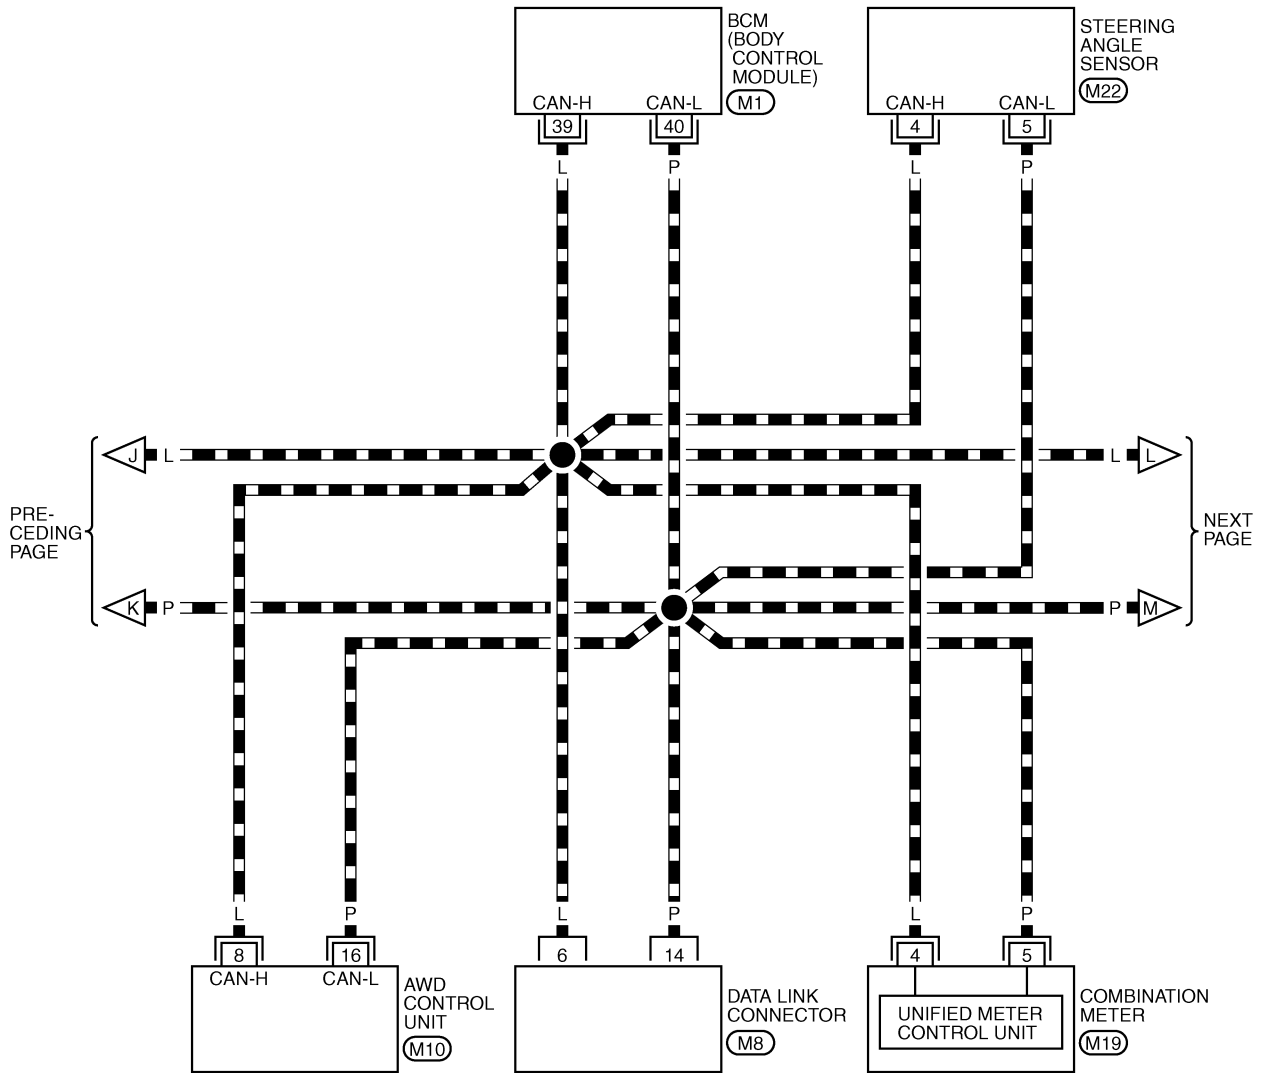 BCM
(BODY
CONTROL
MODULE)
M1
CAN-H
CAN-L
39
40
L
P
STEERING
ANGLE
SENSOR
M22
CAN-H
CAN-L
4
5
L
P
PRE-
CEDING
PAGE
J
L
K
P
L
L
P
M
NEXT
PAGE
L
P
8
16
CAN-H
CAN-L
AWD
CONTROL
UNIT
M10
L
P
6
14
DATA LINK
CONNECTOR
M8
L
P
4
5
UNIFIED METER
CONTROL UNIT
COMBINATION
METER
M19